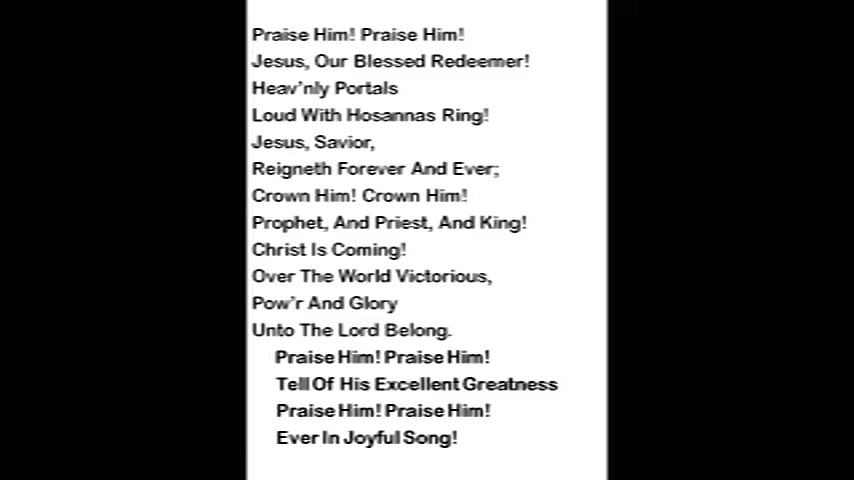 Praise Him! Praise Him!
Jesus, Our Blessed Redeemer!
Heav'nly Portals
Loud With Hosannas Ring!
Jesus, Savior,
Reigneth Forever And Ever;
Crown Him! Crown Him!
Prophet, And Priest, And King!
Christ Is Coming!
Over The World Victorious,
Pow'r And Glory
Unto The Lord Belong.
Praise Him! Praise Him!
Tell Of His Excellent Greatness
Praise Him! Praise Him!
Ever In Joyful Song!